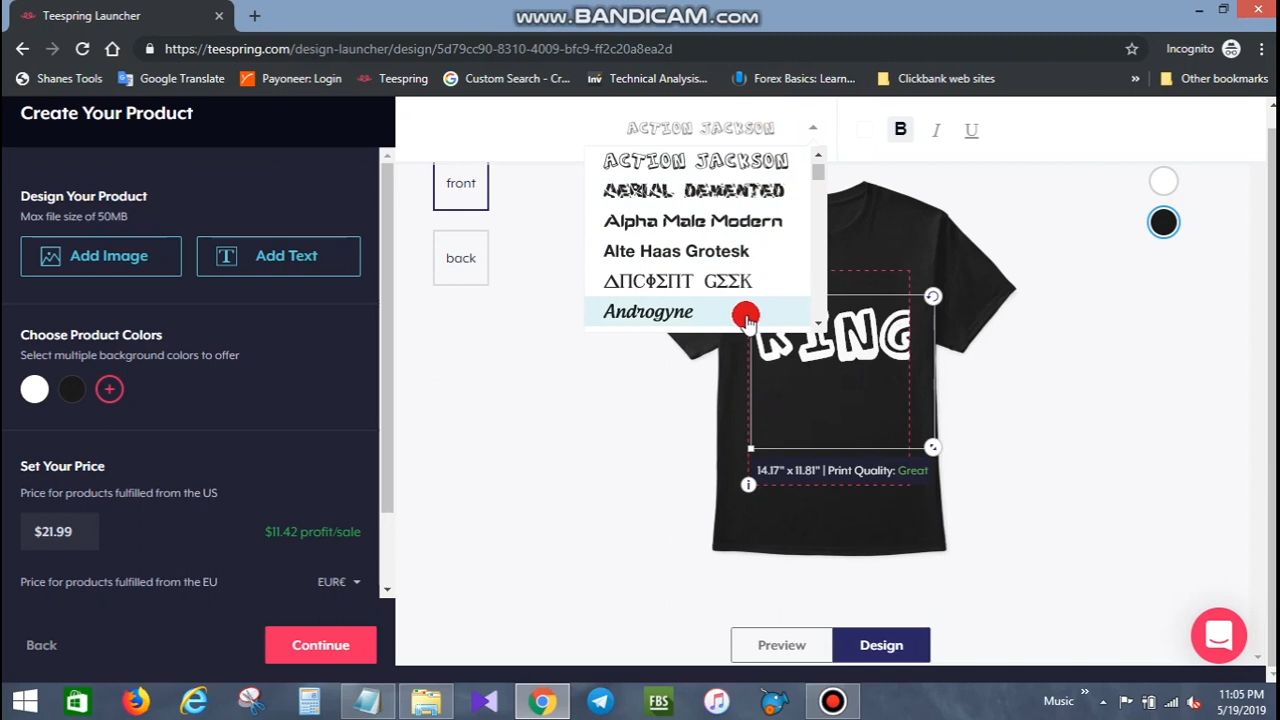 Teespring Launcher
www.BANDICAM.com
https://teespring.com/design-launcher/design/5d79cc90-8310-4009-bfc9-ff2c20a8ea2d
Incognito
Shanes Tools
Google Translate
Payoneer: Login
Teespring
Custom Search - Cr...
Inv
Technical Analysis...
Forex Basics: Learn...
Clickbank web sites
»
Other bookmarks
Create Your Product
ACTION JACKSON
B I U
Design Your Product
Max file size of 50MB
Add Image
T Add Text
front
back
ACTION JACKSON
AERIAL DEMENTED
Alpha Male Modern
Alte Haas Grotesk
ΔΠCΦΣΠT GΣΣK
Androgyne
KING
14.17" x 11.81" | Print Quality: Great
i
Choose Product Colors
Select multiple background colors to offer
+
Set Your Price
Price for products fulfilled from the US
$21.99
$11.42 profit/sale
Price for products fulfilled from the EU
EUR€
Back
Continue
Preview
Design
FBS
Music »
11:05 PM
5/19/2019